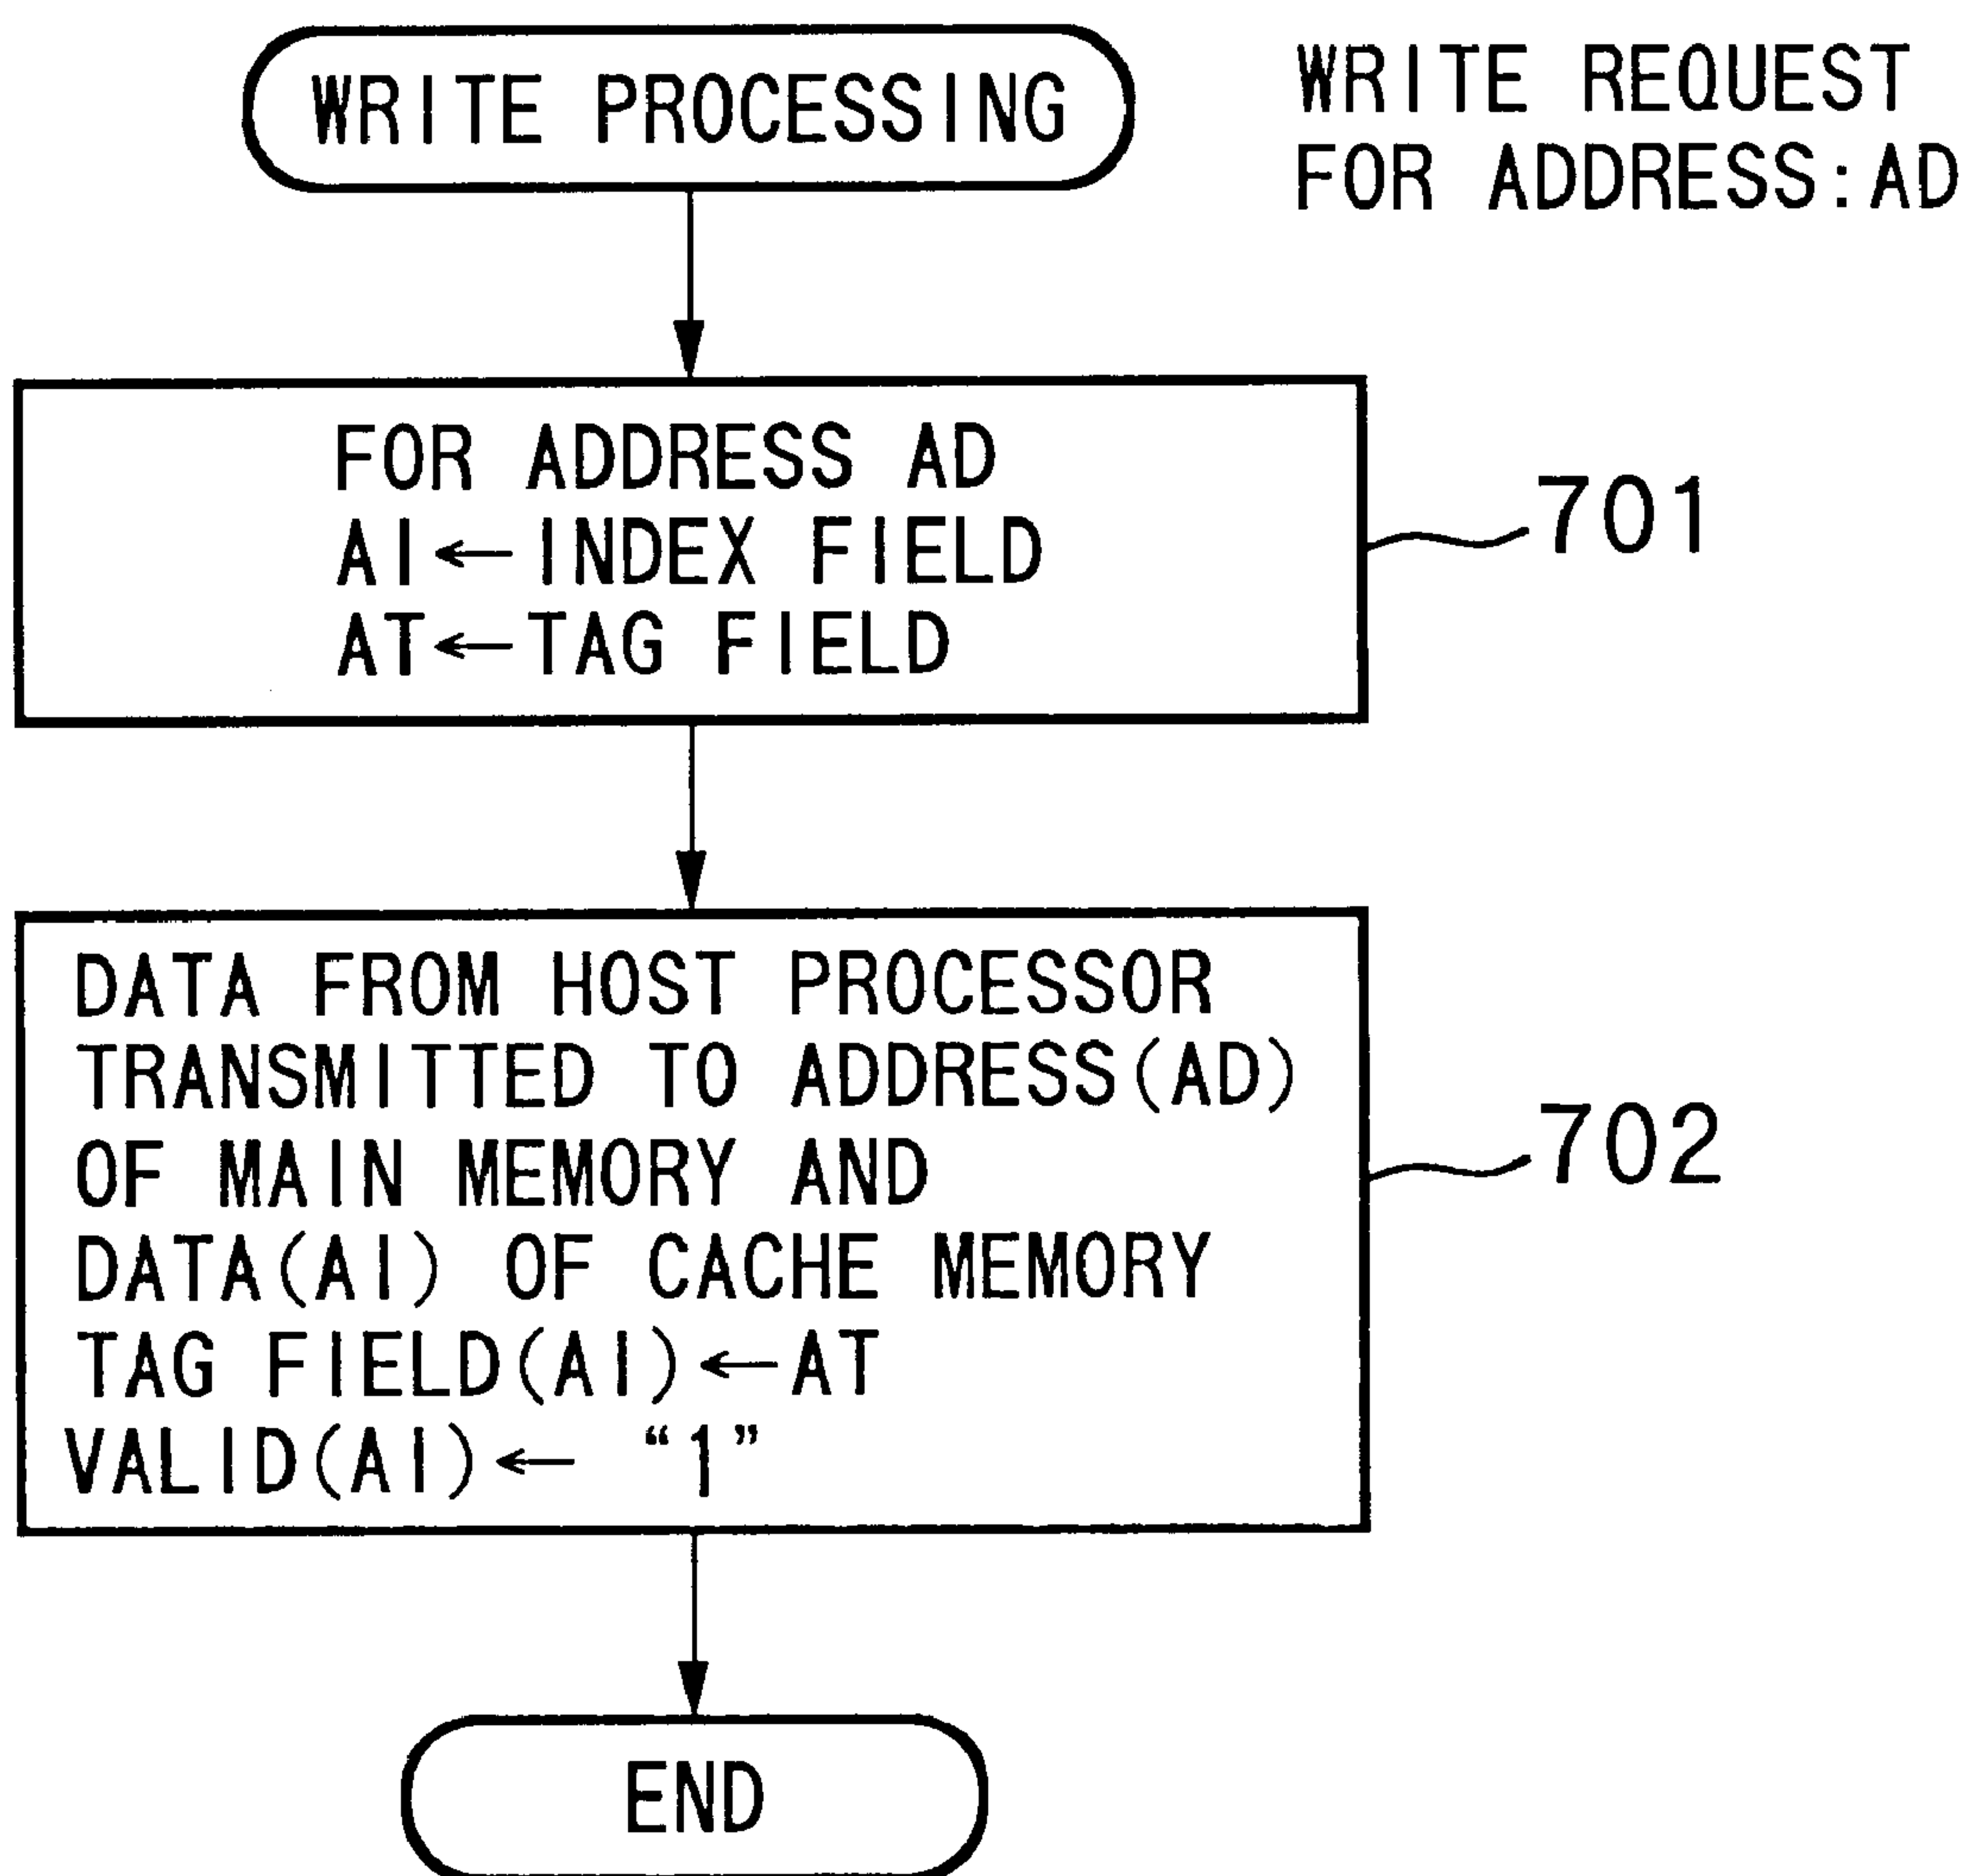 WRITE PROCESSING
WRITE REQUEST
FOR ADDRESS:AD
FOR ADDRESS AD
AI←INDEX FIELD
AT←TAG FIELD
701
DATA FROM HOST PROCESSOR
TRANSMITTED TO ADDRESS(AD)
OF MAIN MEMORY AND
DATA(AI) OF CACHE MEMORY
TAG FIELD(AI)←AT
VALID(AI)← “1”
702
END